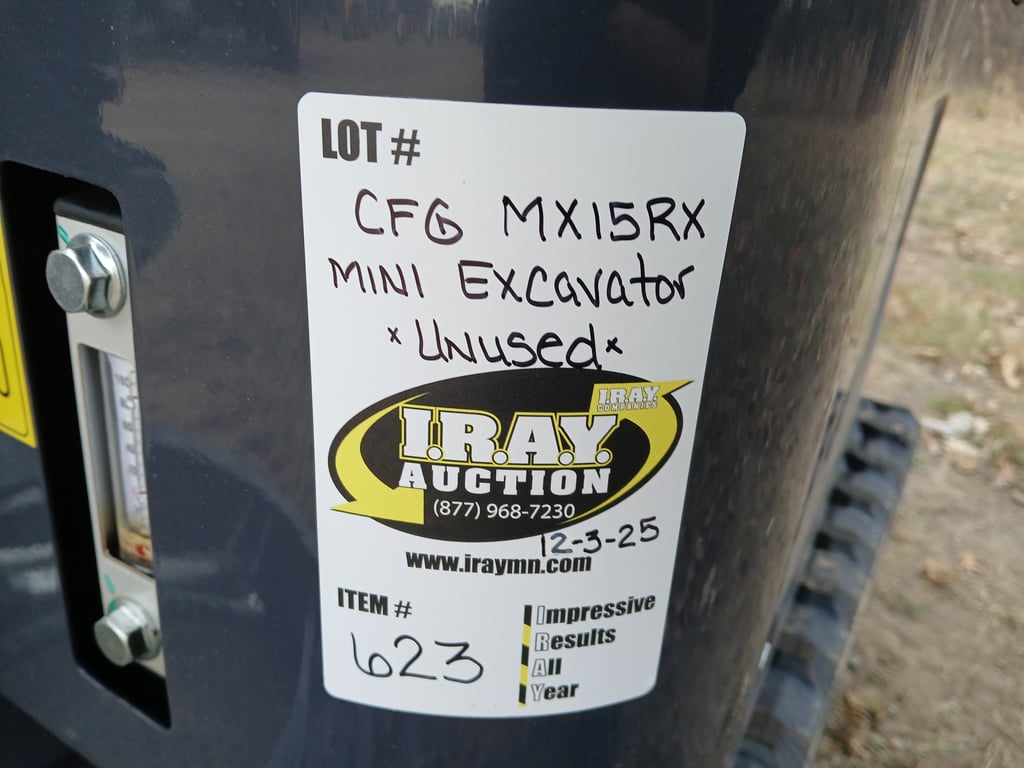 LOT #
CFG MX15RX
MINI Excavator
*Unused*
I.R.A.Y.
COMPANIES
I.R.A.Y.
AUCTION
(877) 968-7230
12-3-25
www.iraymn.com
ITEM #
623
Impressive
Results
All
Year